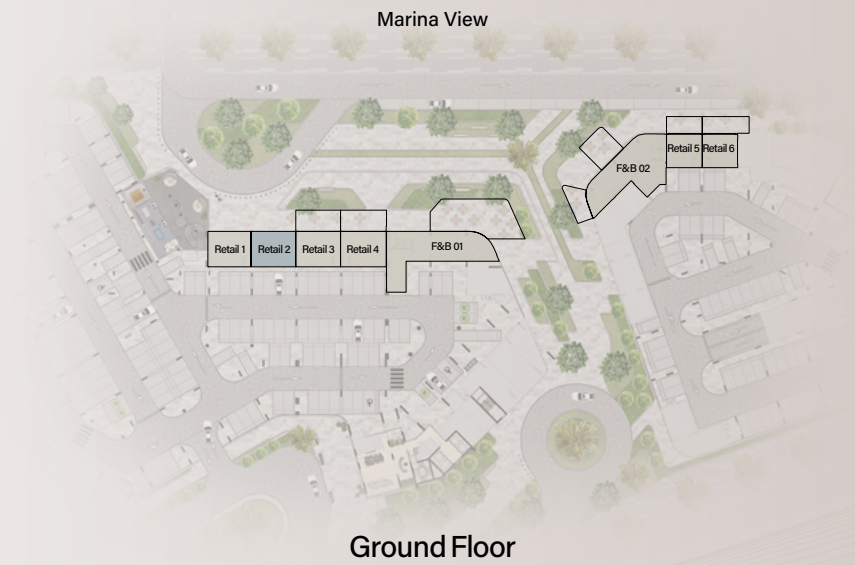 Marina View
Retail 5
Retail 6
F&B 02
Retail 1
Retail 2
Retail 3
Retail 4
F&B 01
Ground Floor